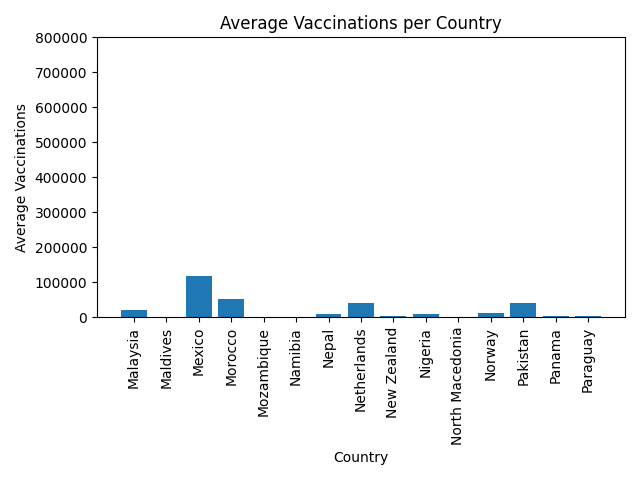 Average Vaccinations per Country
Average Vaccinations
800000
700000
600000
500000
400000
300000
200000
100000
0
Malaysia
Maldives
Mexico
Morocco
Mozambique
Namibia
Nepal
Netherlands
New Zealand
Nigeria
North Macedonia
Norway
Pakistan
Panama
Paraguay
Country